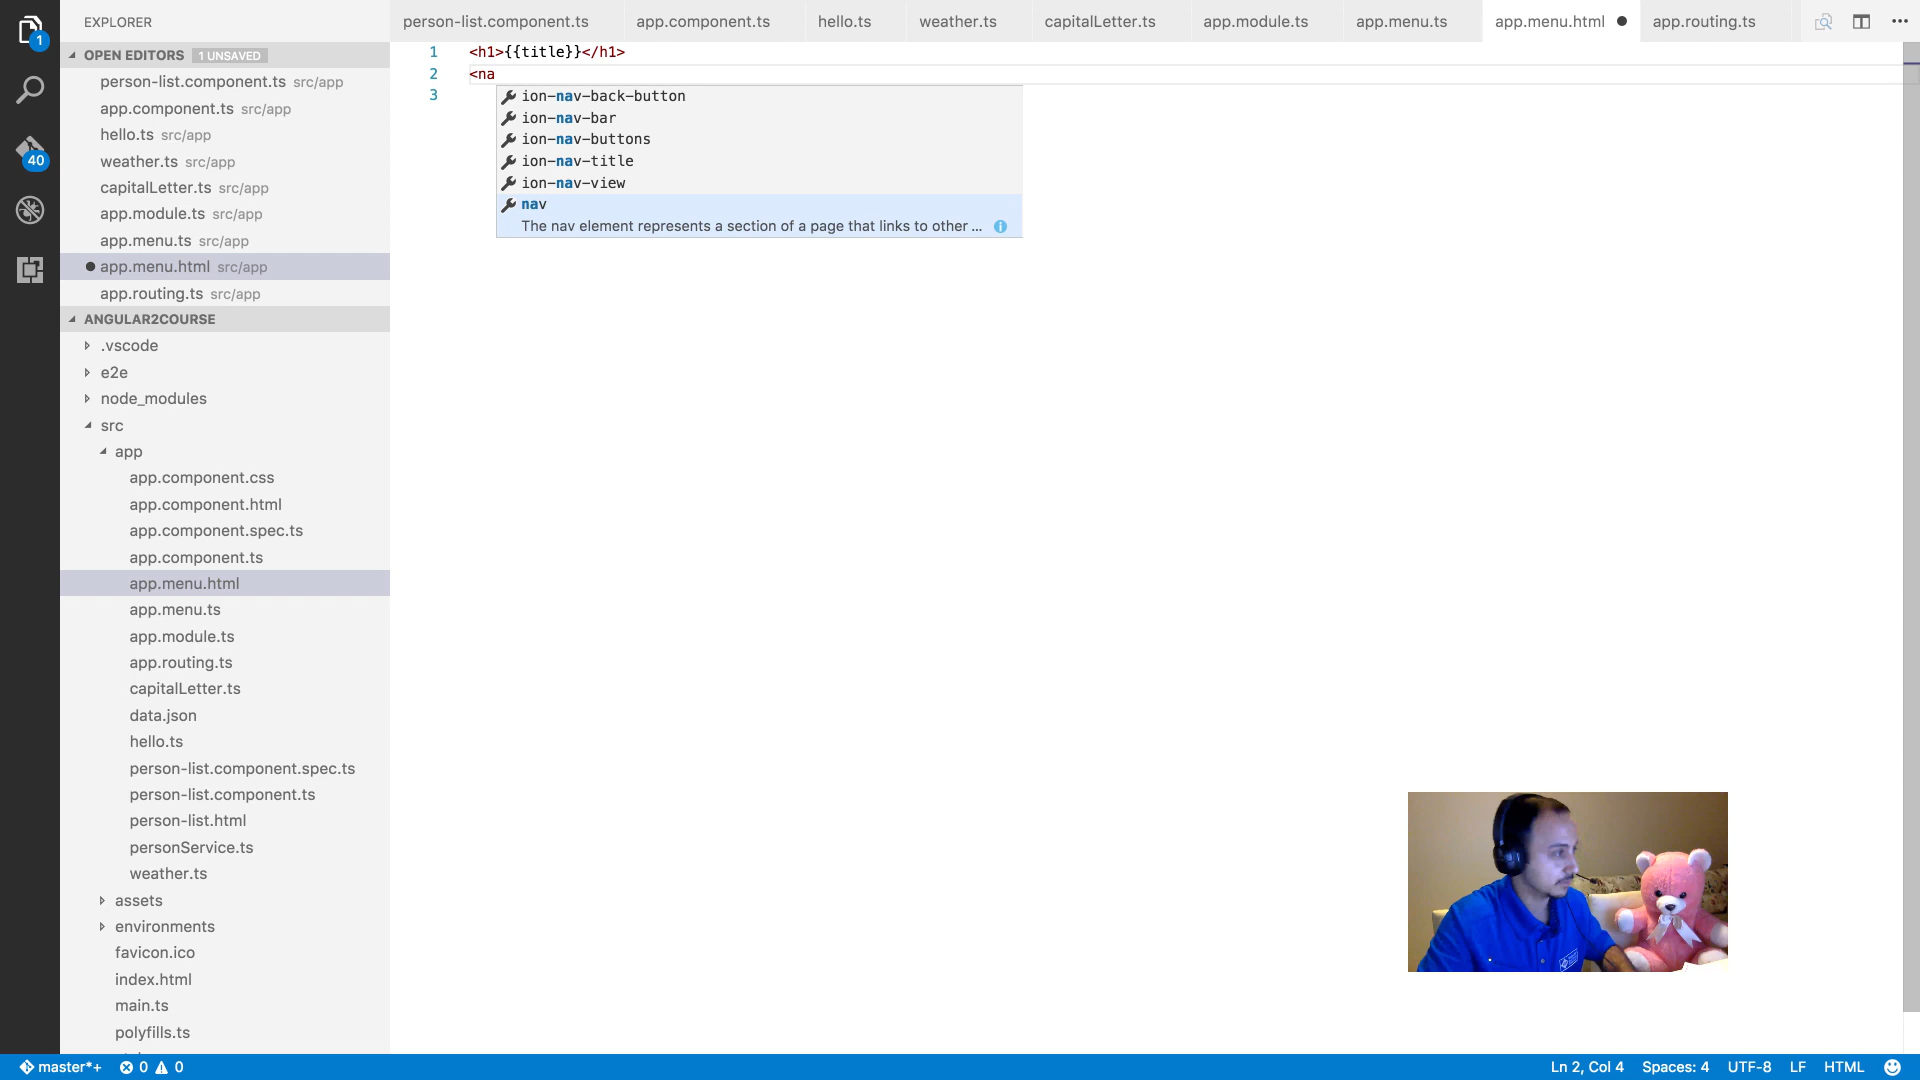 EXPLORER
person-list.component.ts
app.component.ts
hello.ts
weather.ts
capitalLetter.ts
app.module.ts
app.menu.ts
app.menu.html
app.routing.ts
1
OPEN EDITORS 1 UNSAVED
person-list.component.ts src/app
app.component.ts src/app
hello.ts src/app
weather.ts src/app
capitalLetter.ts src/app
app.module.ts src/app
app.menu.ts src/app
app.menu.html src/app
app.routing.ts src/app
40
ANGULAR2COURSE
.vscode
e2e
node_modules
src
app
app.component.css
app.component.html
app.component.spec.ts
app.component.ts
app.menu.html
app.menu.ts
app.module.ts
app.routing.ts
capitalLetter.ts
data.json
hello.ts
person-list.component.spec.ts
person-list.component.ts
person-list.html
personService.ts
weather.ts
assets
environments
favicon.ico
index.html
main.ts
polyfills.ts
1 <h1>{{title}}</h1>
2 <na
3
ion-nav-back-button
ion-nav-bar
ion-nav-buttons
ion-nav-title
ion-nav-view
nav
The nav element represents a section of a page that links to other ...
master*+ 0 0
Ln 2, Col 4 Spaces: 4 UTF-8 LF HTML